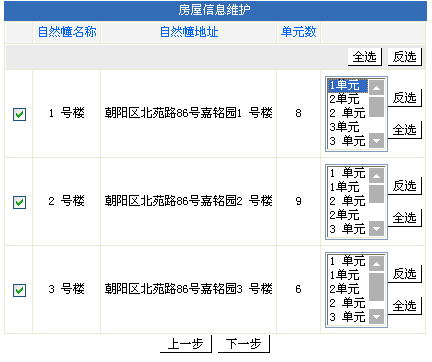 房屋信息维护
自然幢名称 自然幢地址 单元数
全选 反选
1 号楼 朝阳区北苑路86号嘉铭园1 号楼 8
1单元
2单元
2 单元
3单元
3 单元
反选
全选
2 号楼 朝阳区北苑路86号嘉铭园2 号楼 9
1 单元
1单元
2 单元
2单元
3 单元
反选
全选
3 号楼 朝阳区北苑路86号嘉铭园3 号楼 6
1 单元
1单元
2单元
2 单元
3 单元
反选
全选
上一步 下一步